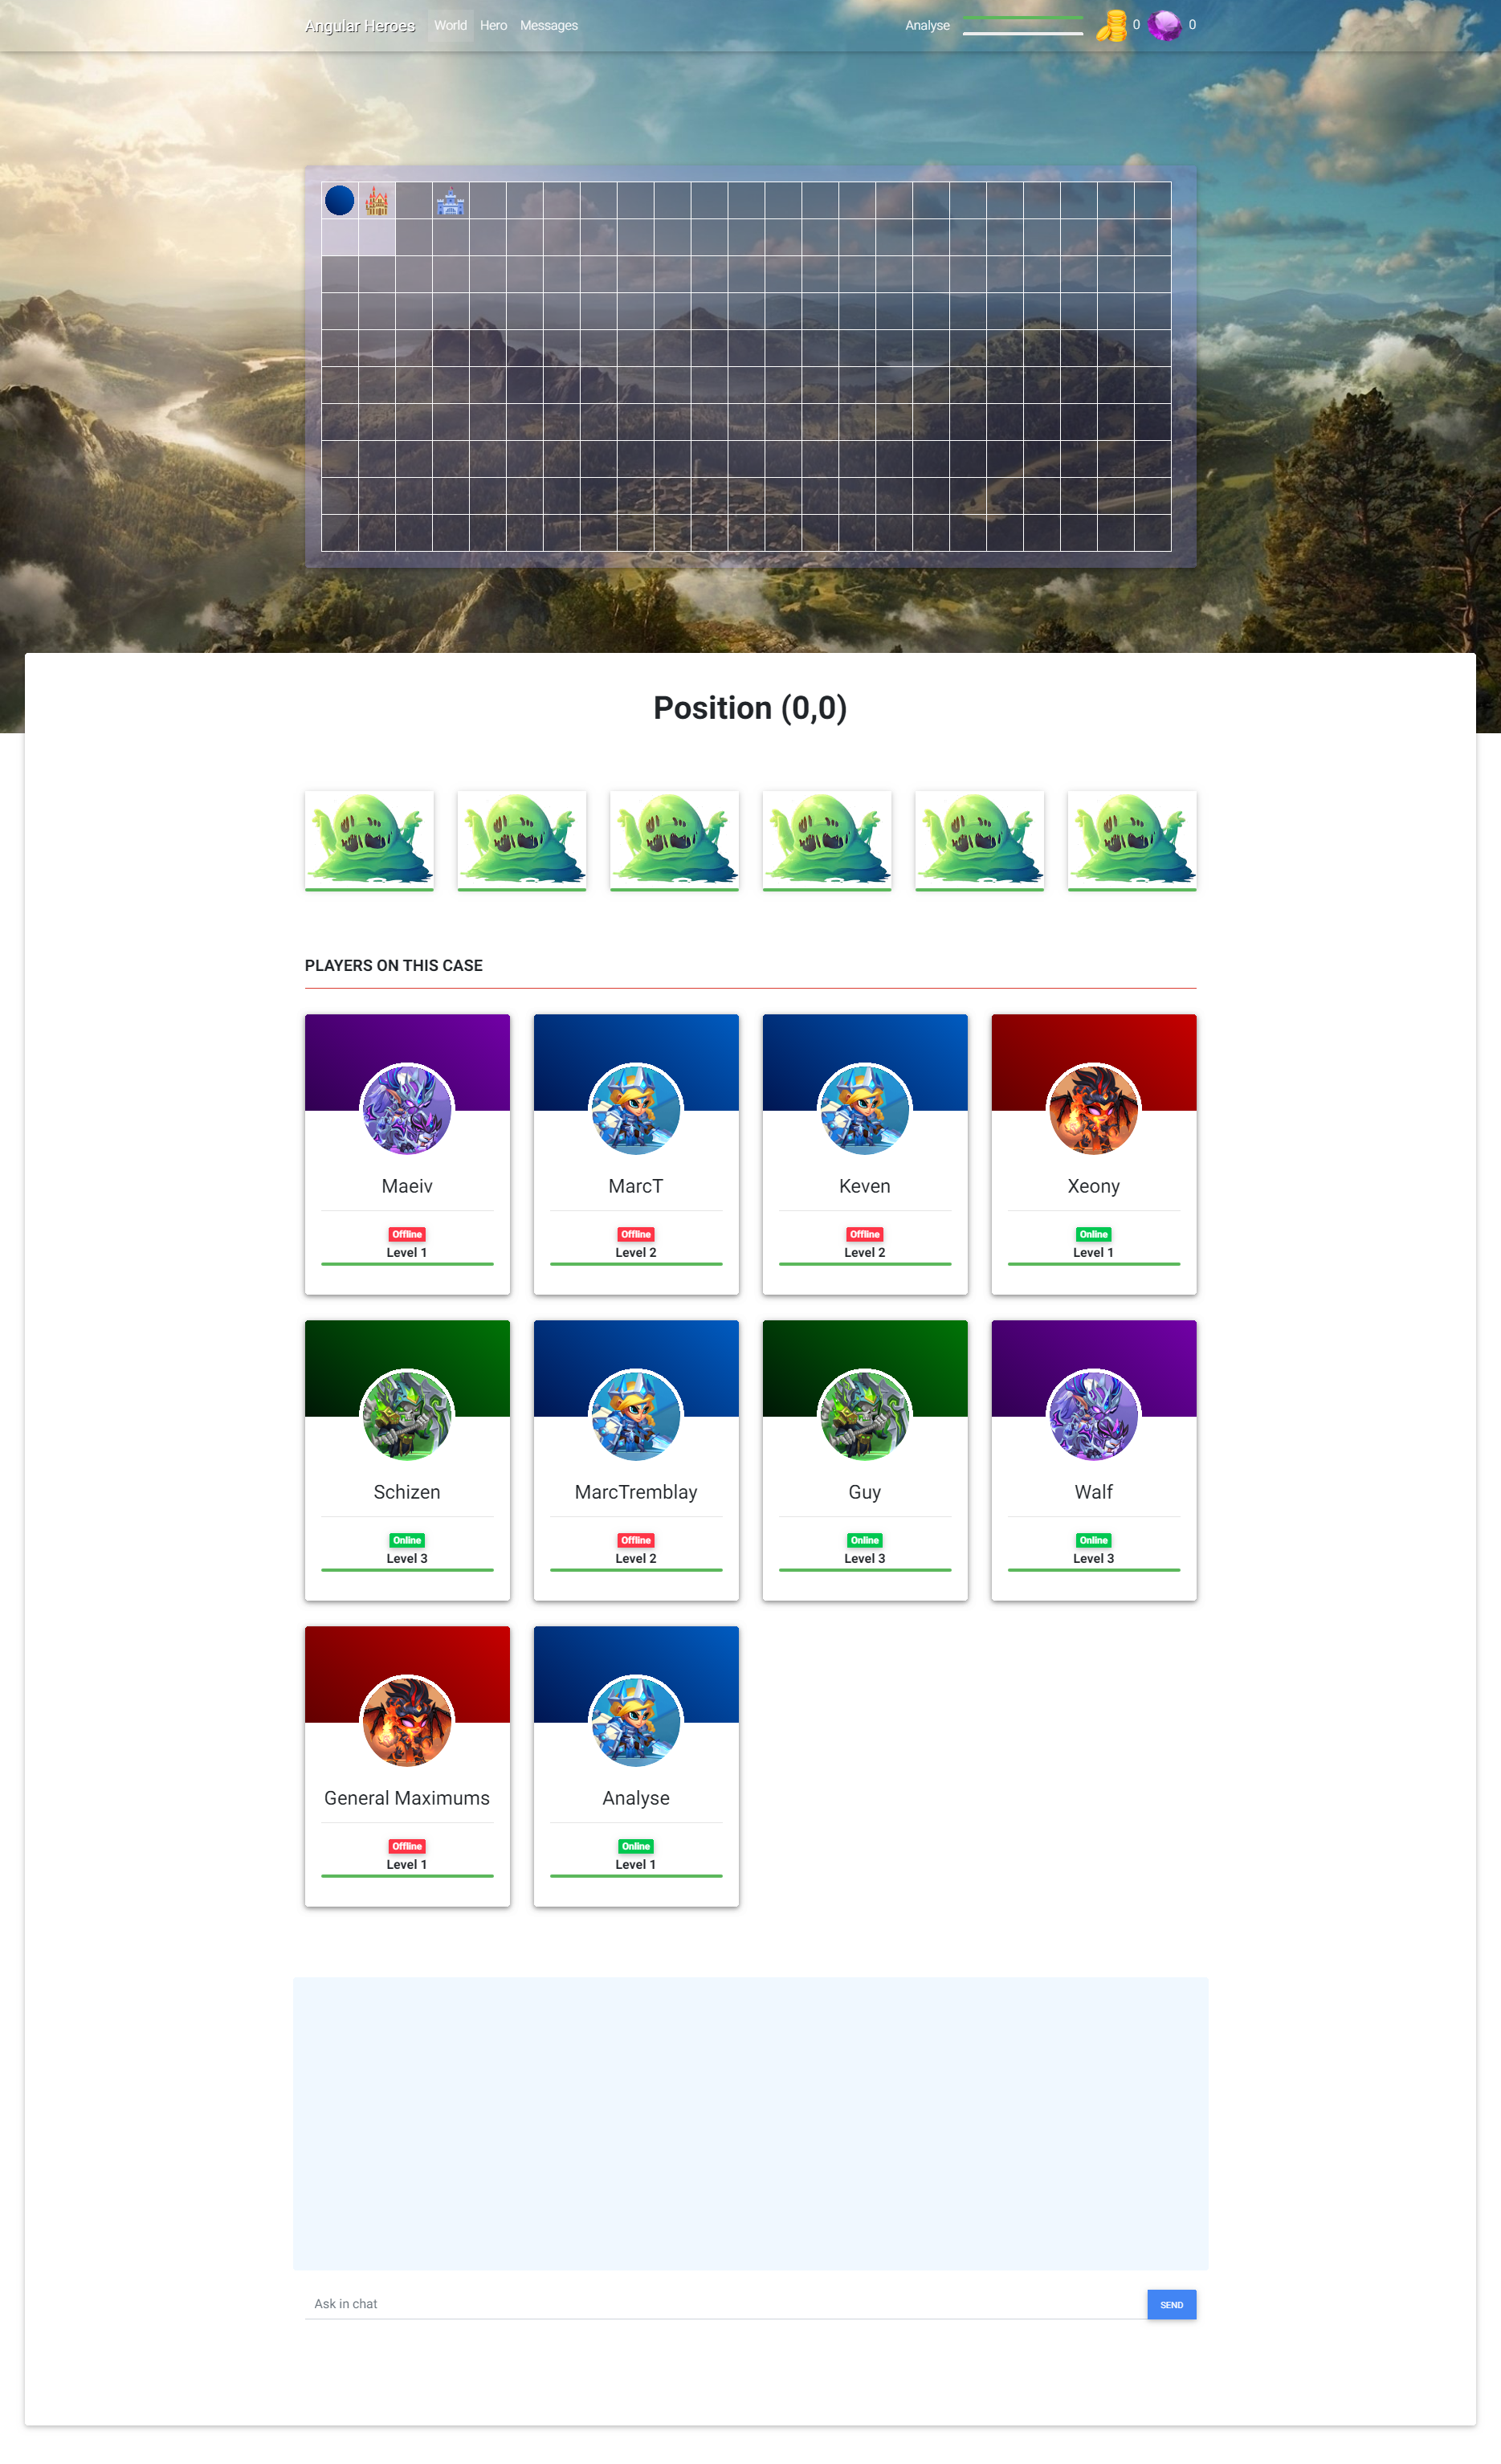 Angular Heroes World Hero Messages Analyse 0 0
Position (0,0)
PLAYERS ON THIS CASE
Maeiv MarcT Keven Xeony
Offline Offline Offline Online
Level 1 Level 2 Level 2 Level 1
Schizen MarcTremblay Guy Walf
Online Offline Online Online
Level 3 Level 2 Level 3 Level 3
General Maximums Analyse
Offline Online
Level 1 Level 1
Ask in chat SEND